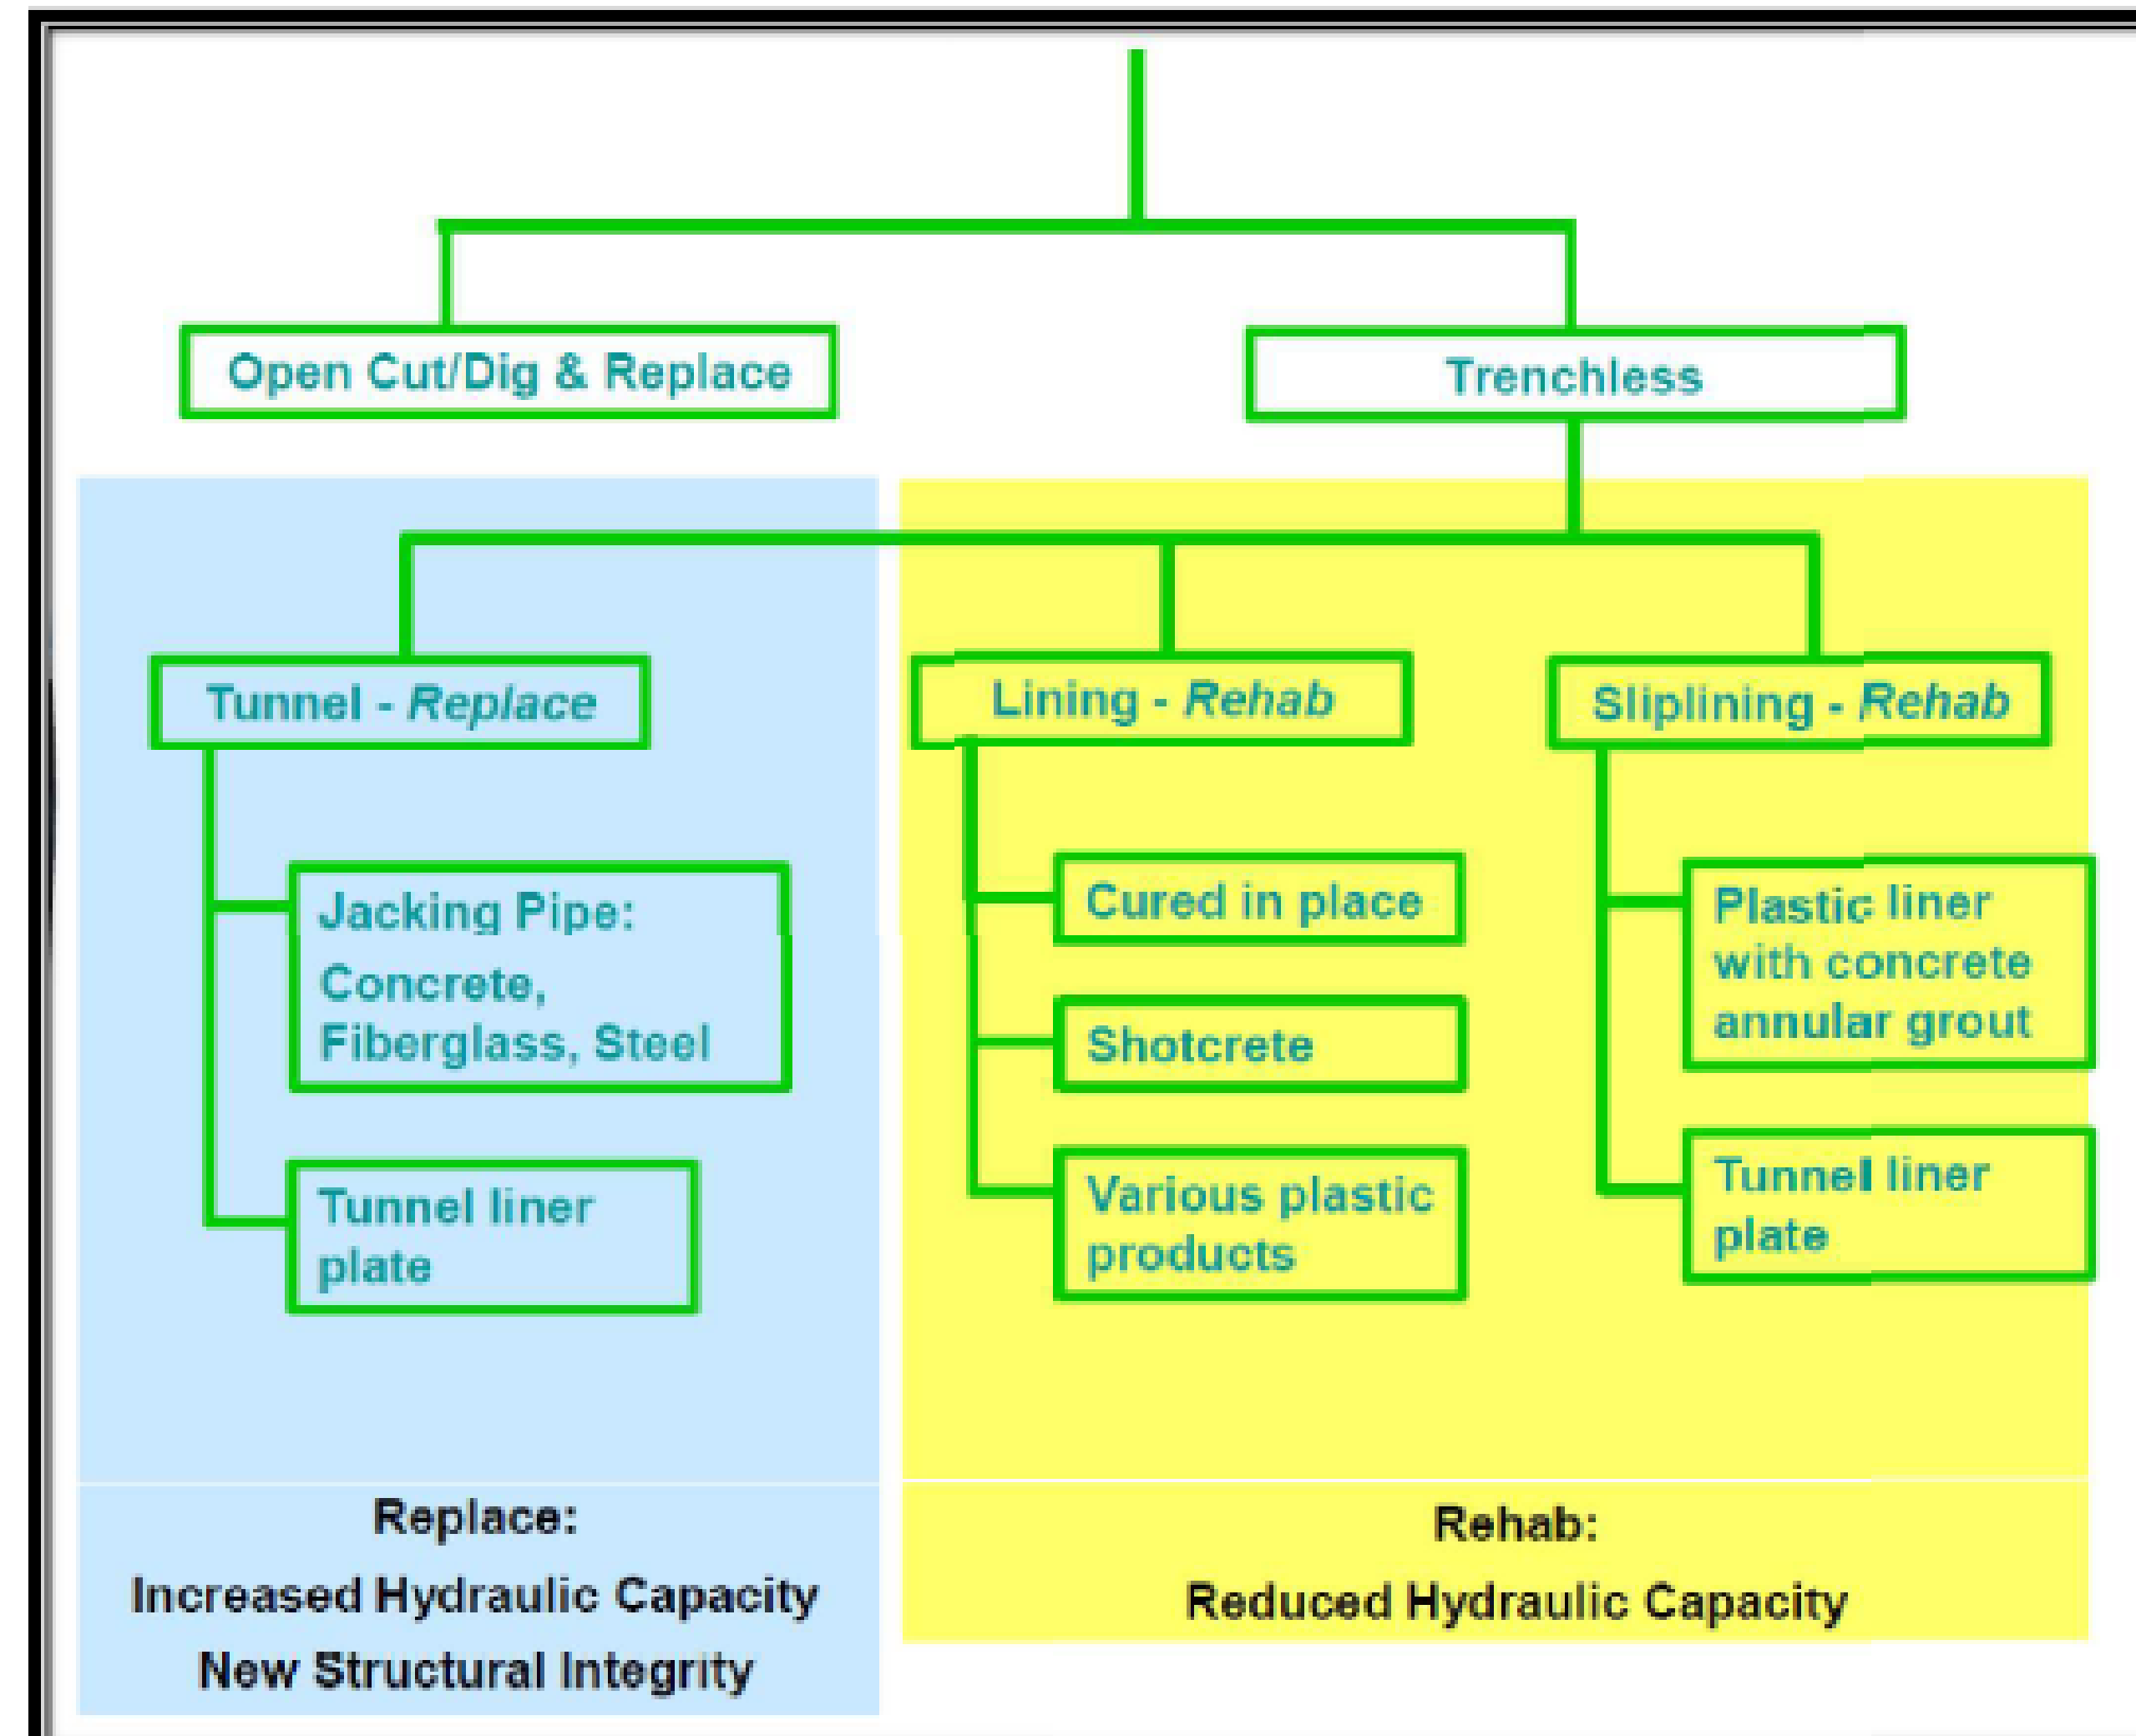 Open Cut/Dig & Replace
Trenchless
Tunnel - Replace
Lining - Rehab
Sliplining - Rehab
Jacking Pipe:
Concrete,
Fiberglass, Steel
Tunnel liner
plate
Cured in place
Shotcrete
Various plastic
products
Plastic liner
with concrete
annular grout
Tunnel liner
plate
Replace:
Increased Hydraulic Capacity
New Structural Integrity
Rehab:
Reduced Hydraulic Capacity